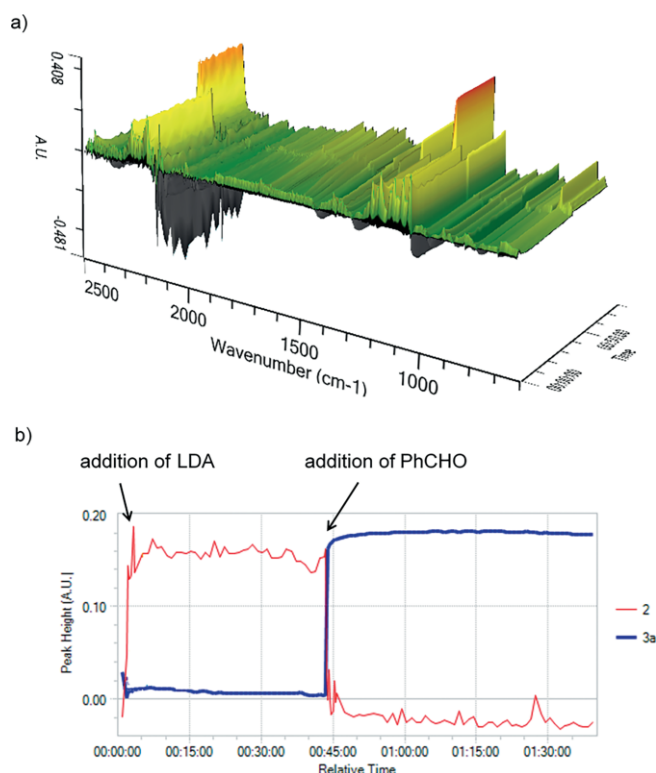 a)
0.408
A.U.
-0.481
2500
2000
1500
1000
Wavenumber (cm-1)
Time
b)
addition of LDA
addition of PhCHO
0.20
0.10
0.00
Peak Height [A.U.]
2
3a
00:00:00 00:15:00 00:30:00 00:45:00 01:00:00 01:15:00 01:30:00
Relative Time